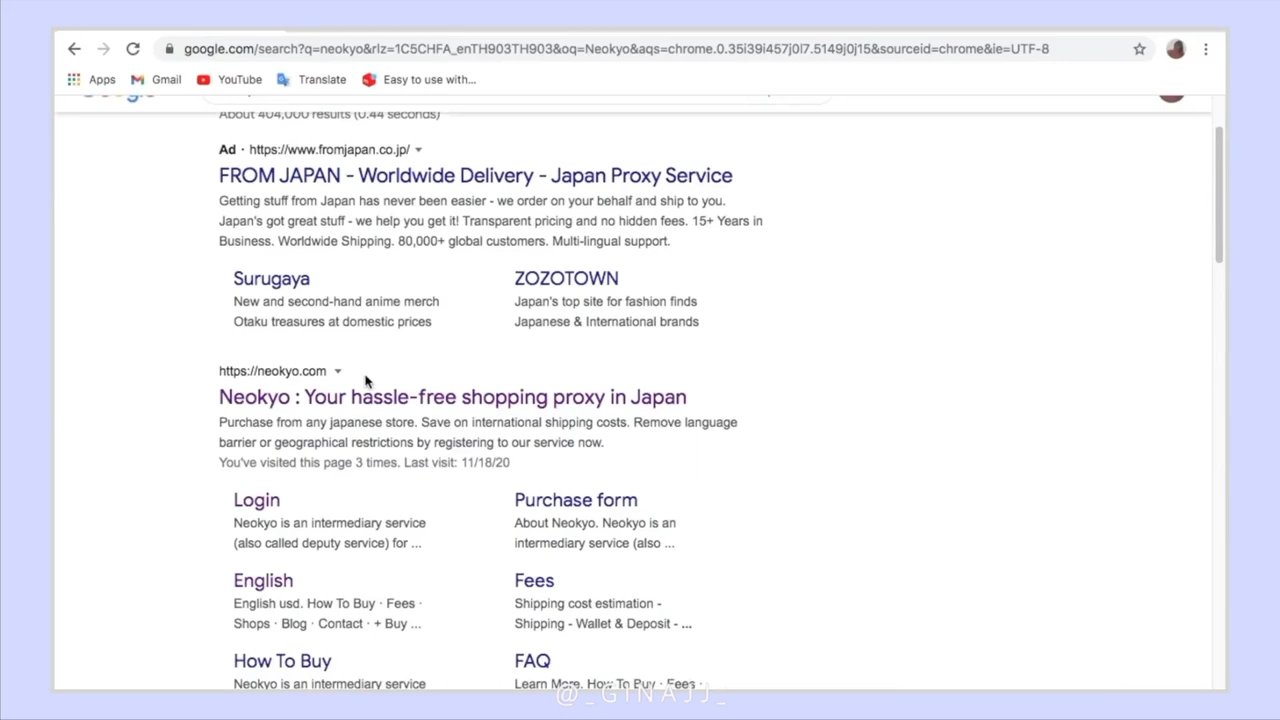 google.com/search?q=neokyo&rlz=1C5CHFA_enTH903TH903&oq=Neokyo&aqs=chrome.0.35i39i457j0l7.5149j0j15&sourceid=chrome&ie=UTF-8
Apps Gmail YouTube Translate Easy to use with...
About 404,000 results (0.44 seconds)
Ad · https://www.fromjapan.co.jp/
FROM JAPAN - Worldwide Delivery - Japan Proxy Service
Getting stuff from Japan has never been easier - we order on your behalf and ship to you.
Japan's got great stuff - we help you get it! Transparent pricing and no hidden fees. 15+ Years in
Business. Worldwide Shipping. 80,000+ global customers. Multi-lingual support.
Surugaya
New and second-hand anime merch
Otaku treasures at domestic prices
ZOZOTOWN
Japan's top site for fashion finds
Japanese & International brands
https://neokyo.com
Neokyo : Your hassle-free shopping proxy in Japan
Purchase from any japanese store. Save on international shipping costs. Remove language
barrier or geographical restrictions by registering to our service now.
You've visited this page 3 times. Last visit: 11/18/20
Login
Neokyo is an intermediary service
(also called deputy service) for ...
Purchase form
About Neokyo. Neokyo is an
intermediary service (also ...
English
English usd. How To Buy · Fees ·
Shops · Blog · Contact · + Buy ...
Fees
Shipping cost estimation -
Shipping - Wallet & Deposit - ...
How To Buy
Neokyo is an intermediary service
FAQ
Learn More. How To Buy · Fees ·
@_GINAJJ_